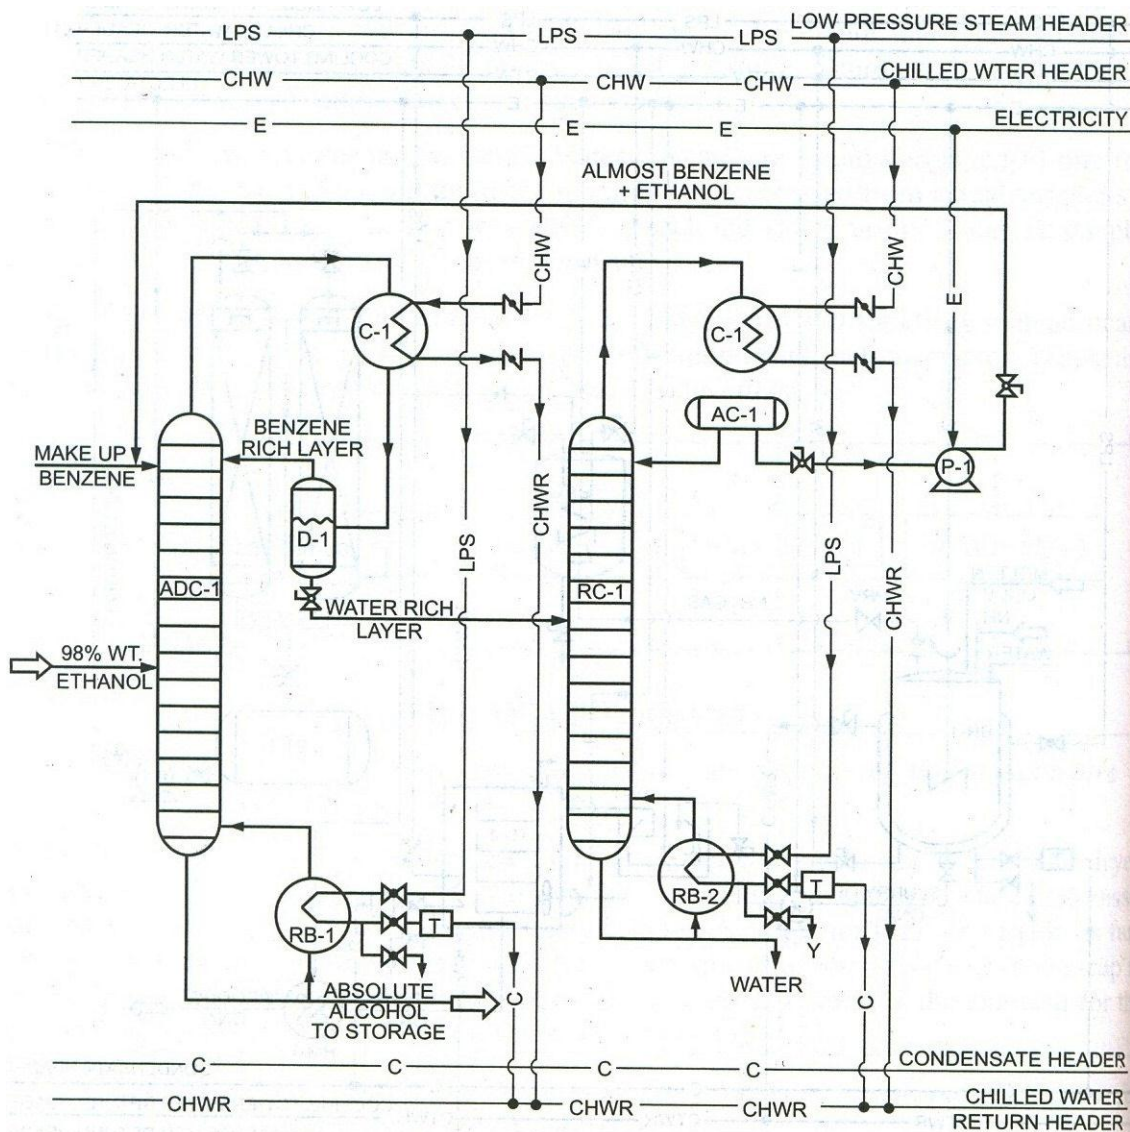 LPS LPS LPS LOW PRESSURE STEAM HEADER
CHW CHW CHW CHILLED WTER HEADER
E E E ELECTRICITY
ALMOST BENZENE
+ ETHANOL
CHW
CHW
E
C-1
C-1
AC-1
BENZENE
RICH LAYER
MAKE UP
BENZENE
P-1
D-1
CHWR
LPS
LPS
ADC-1
RC-1
CHWR
WATER RICH
LAYER
98% WT.
ETHANOL
RB-2
T
RB-1
T
Y
WATER
ABSOLUTE
ALCOHOL
TO STORAGE
C
C
C C C C CONDENSATE HEADER
CHWR CHWR CHWR CHILLED WATER
RETURN HEADER